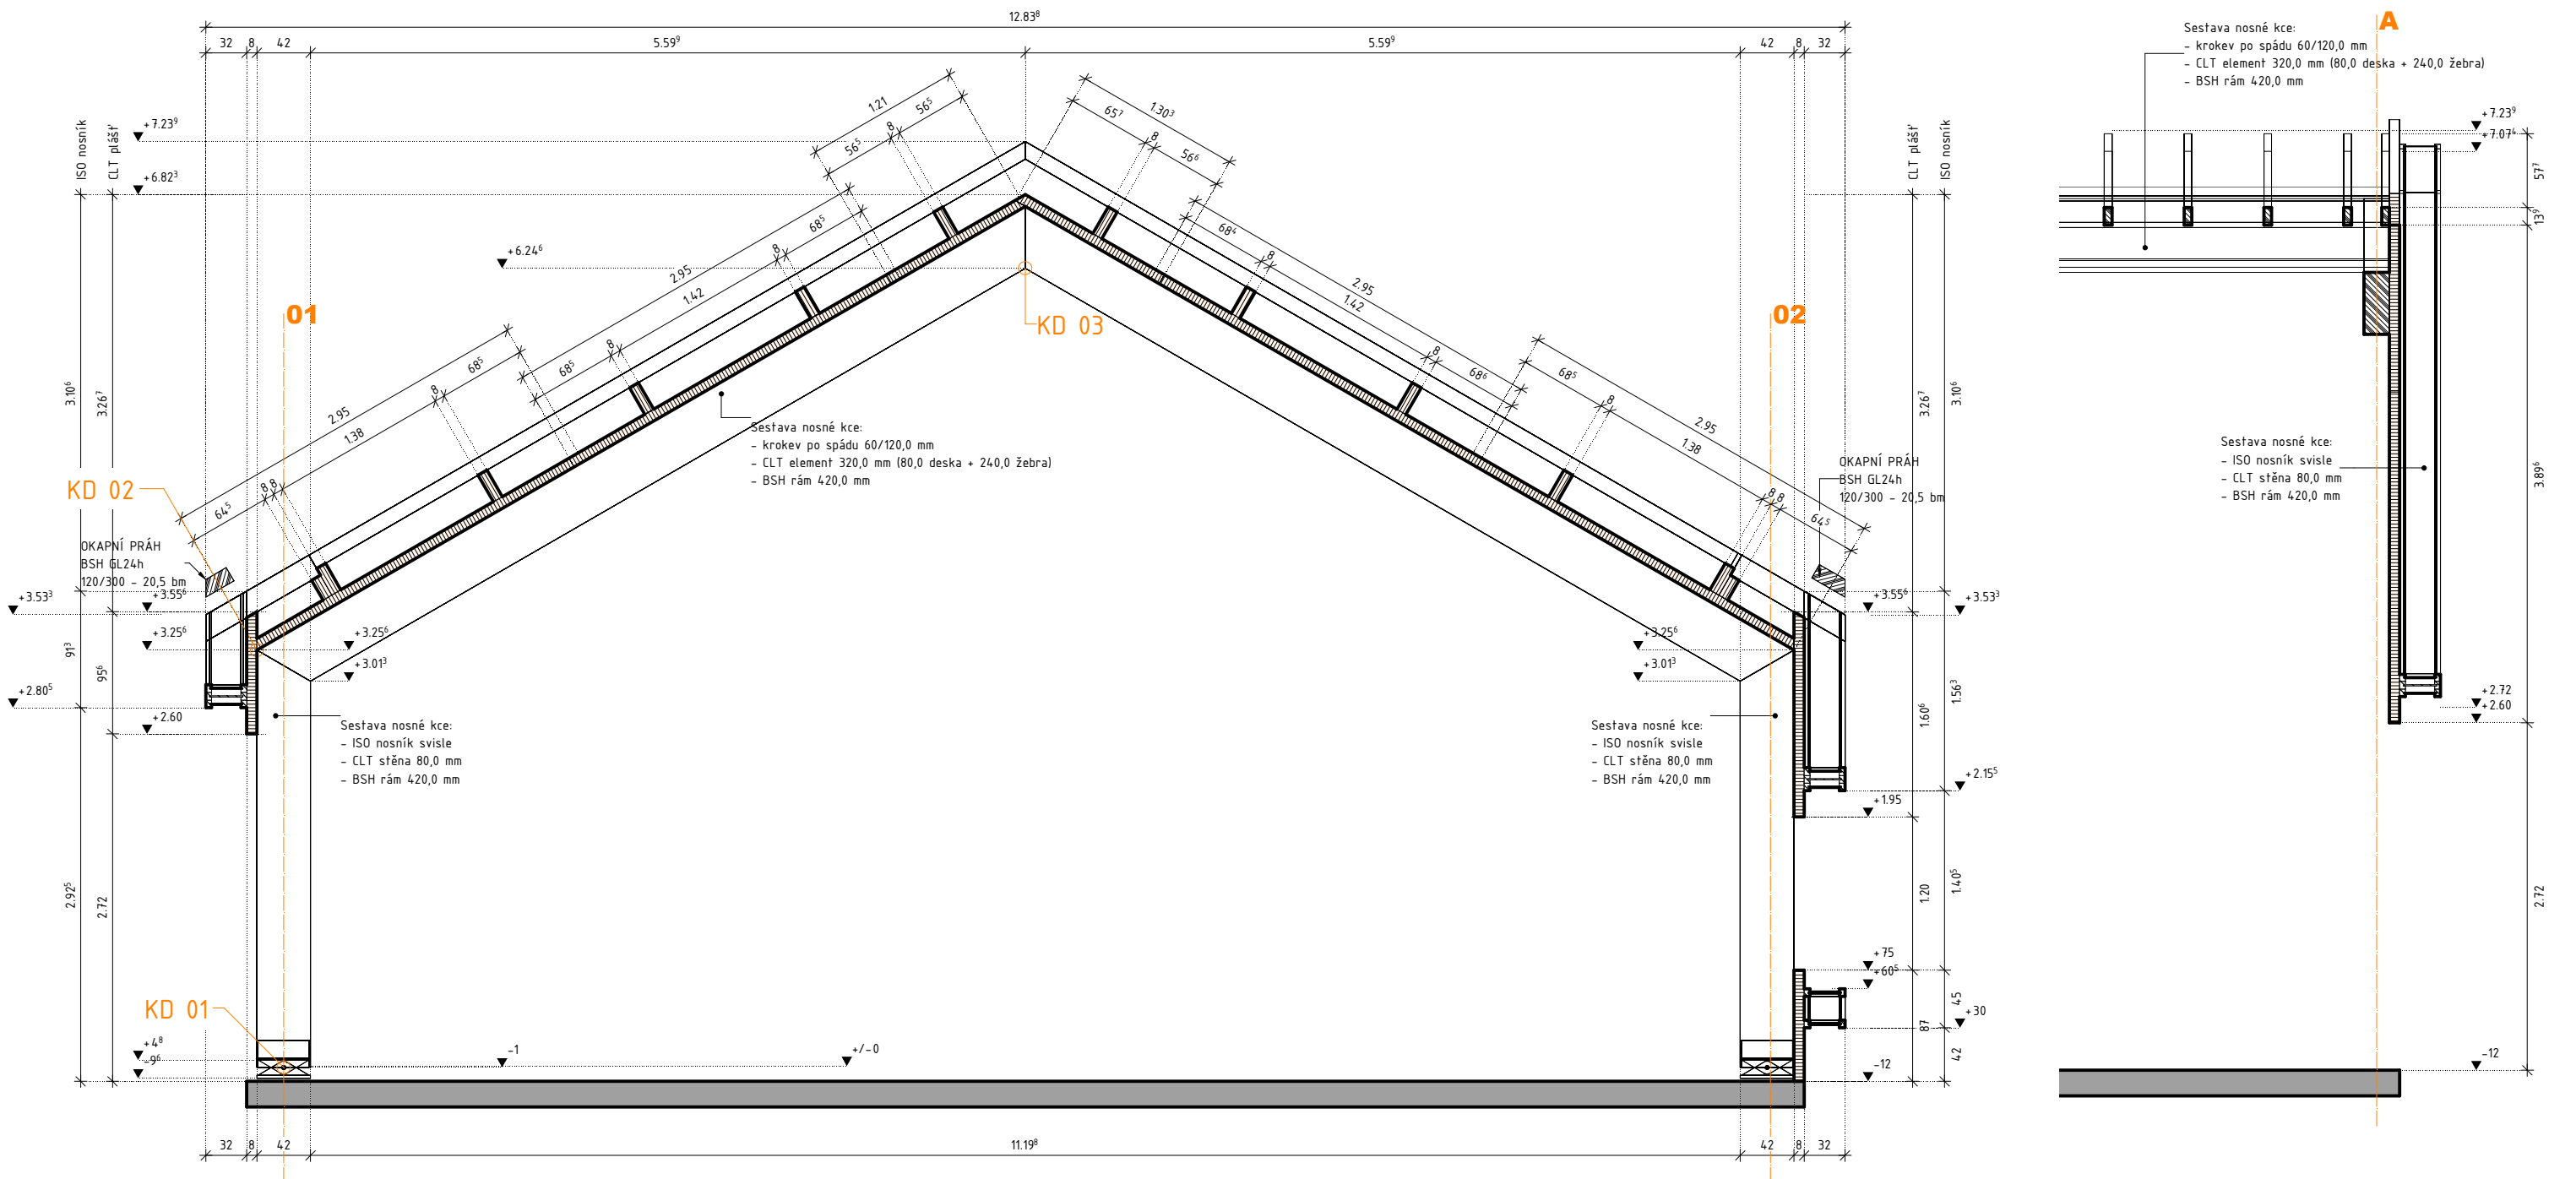 12.83⁸
32 8 42 5.59⁹ 5.59⁹ 42 8 32
ISO nosník
CLT plášť
+7.23⁹
+6.82³
+6.24⁶
1.21
56⁵ 8 56⁵
1.30³
65⁷ 8 56⁶
2.95
68⁵ 8 1.42 8 68⁵
2.95
68⁴ 8 1.42 8 68⁶
2.95
64⁵ 8 8 1.38 8 68⁵
2.95
68⁵ 8 1.38 8 8 64⁵
01
02
KD 03
KD 02
KD 01
Sestava nosné kce:
- krokev po spádu 60/120,0 mm
- CLT element 320,0 mm (80,0 deska + 240,0 žebra)
- BSH rám 420,0 mm
OKAPNÍ PRÁH
BSH GL24h
120/300 - 20,5 bm
OKAPNÍ PRÁH
BSH GL24h
120/300 - 20,5 bm
3.10⁶
3.26⁷
91³
95⁶
2.92⁵
2.72
+3.53³
+3.55⁶
+3.25⁶
+3.25⁶
+3.01³
+2.80⁵
+2.60
Sestava nosné kce:
- ISO nosník svisle
- CLT stěna 80,0 mm
- BSH rám 420,0 mm
+4⁸
-9⁶
-1
+/-0
CLT plášť
ISO nosník
3.26⁷
3.10⁶
+3.55⁶
+3.53³
+3.25⁶
+3.01³
1.60⁶
1.56³
Sestava nosné kce:
- ISO nosník svisle
- CLT stěna 80,0 mm
- BSH rám 420,0 mm
+2.15⁵
+1.95
1.20
1.40⁵
+75
+60⁵
45
+30
87
42
-12
32 8 42 11.19⁸ 42 8 32
A
Sestava nosné kce:
- krokev po spádu 60/120,0 mm
- CLT element 320,0 mm (80,0 deska + 240,0 žebra)
- BSH rám 420,0 mm
+7.23⁹
+7.07⁴
57⁷
13⁹
3.89⁶
Sestava nosné kce:
- ISO nosník svisle
- CLT stěna 80,0 mm
- BSH rám 420,0 mm
+2.72
+2.60
2.72
-12